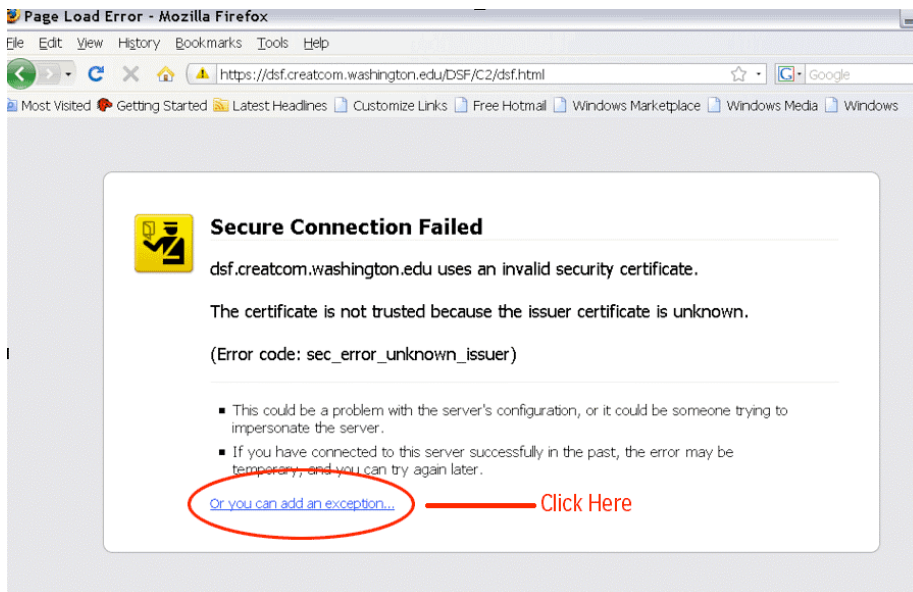 Page Load Error - Mozilla Firefox
File Edit View History Bookmarks Tools Help
https://dsf.creatcom.washington.edu/DSF/C2/dsf.html
G Google
Most Visited Getting Started Latest Headlines Customize Links Free Hotmail Windows Marketplace Windows Media Windows
Secure Connection Failed
dsf.creatcom.washington.edu uses an invalid security certificate.
The certificate is not trusted because the issuer certificate is unknown.
(Error code: sec_error_unknown_issuer)
This could be a problem with the server's configuration, or it could be someone trying to
impersonate the server.
If you have connected to this server successfully in the past, the error may be
temporary, and you can try again later.
Or you can add an exception...
Click Here